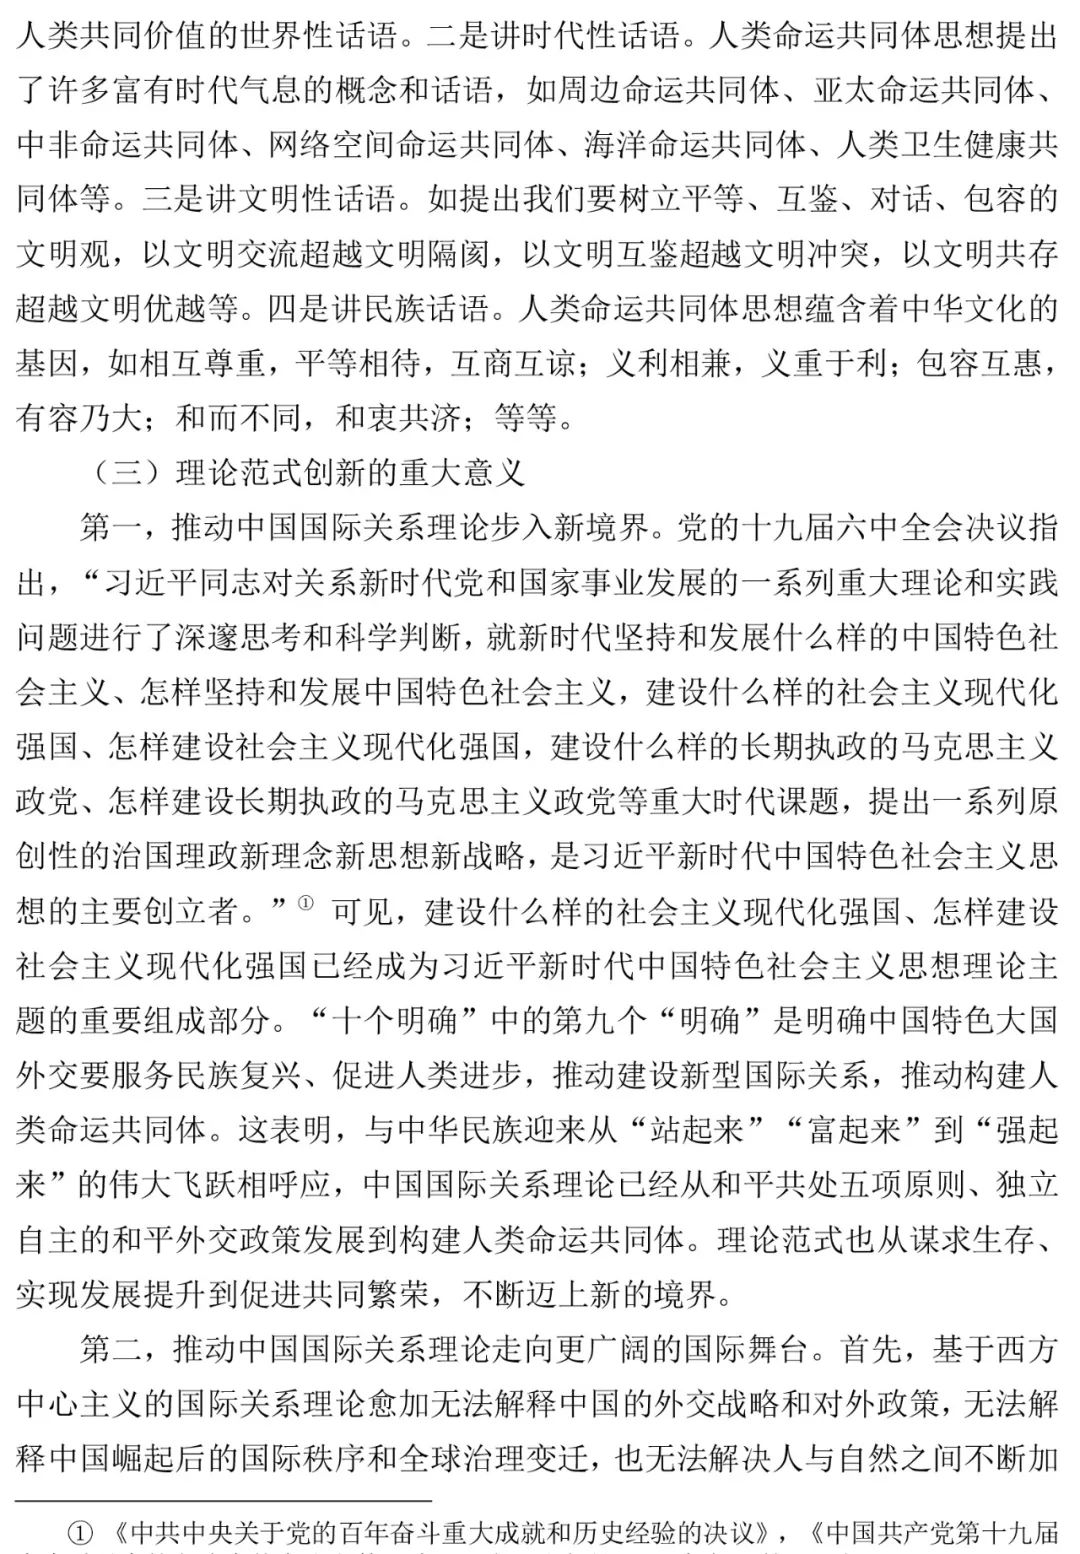 人类共同价值的世界性话语。二是讲时代性话语。人类命运共同体思想提出
了许多富有时代气息的概念和话语，如周边命运共同体、亚太命运共同体、
中非命运共同体、网络空间命运共同体、海洋命运共同体、人类卫生健康共
同体等。三是讲文明性话语。如提出我们要树立平等、互鉴、对话、包容的
文明观，以文明交流超越文明隔阂，以文明互鉴超越文明冲突，以文明共存
超越文明优越等。四是讲民族话语。人类命运共同体思想蕴含着中华文化的
基因，如相互尊重，平等相待，互商互谅；义利相兼，义重于利；包容互惠，
有容乃大；和而不同，和衷共济；等等。
（三）理论范式创新的重大意义
第一，推动中国国际关系理论步入新境界。党的十九届六中全会决议指
出，“习近平同志对关系新时代党和国家事业发展的一系列重大理论和实践
问题进行了深邃思考和科学判断，就新时代坚持和发展什么样的中国特色社
会主义、怎样坚持和发展中国特色社会主义，建设什么样的社会主义现代化
强国、怎样建设社会主义现代化强国，建设什么样的长期执政的马克思主义
政党、怎样建设长期执政的马克思主义政党等重大时代课题，提出一系列原
创性的治国理政新理念新思想新战略，是习近平新时代中国特色社会主义思
想的主要创立者。”① 可见，建设什么样的社会主义现代化强国、怎样建设
社会主义现代化强国已经成为习近平新时代中国特色社会主义思想理论主
题的重要组成部分。“十个明确”中的第九个“明确”是明确中国特色大国
外交要服务民族复兴、促进人类进步，推动建设新型国际关系，推动构建人
类命运共同体。这表明，与中华民族迎来从“站起来”“富起来”到“强起
来”的伟大飞跃相呼应，中国国际关系理论已经从和平共处五项原则、独立
自主的和平外交政策发展到构建人类命运共同体。理论范式也从谋求生存、
实现发展提升到促进共同繁荣，不断迈上新的境界。
第二，推动中国国际关系理论走向更广阔的国际舞台。首先，基于西方
中心主义的国际关系理论愈加无法解释中国的外交战略和对外政策，无法解
释中国崛起后的国际秩序和全球治理变迁，也无法解决人与自然之间不断加
① 《中共中央关于党的百年奋斗重大成就和历史经验的决议》，《中国共产党第十九届